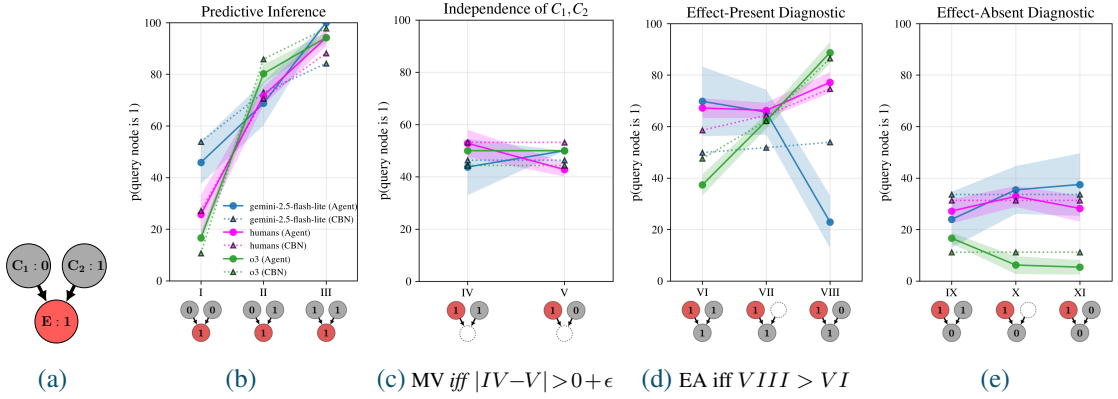 Predictive Inference
Independence of C₁, C₂
Effect-Present Diagnostic
Effect-Absent Diagnostic
C₁ : 0
C₂ : 1
E : 1
(a)
p(query node is 1)
100
80
60
40
20
0
gemini-2.5-flash-lite (Agent)
gemini-2.5-flash-lite (CBN)
humans (Agent)
humans (CBN)
o3 (Agent)
o3 (CBN)
I
II
III
0 0
0 1
1 1
1
1
1
(b)
p(query node is 1)
100
80
60
40
20
0
IV
V
1 1
1 0
(c) MV iff |IV−V| > 0 + ϵ
p(query node is 1)
100
80
60
40
20
0
VI
VII
VIII
1 1
1
1 0
1
1
1
(d) EA iff VIII > VI
p(query node is 1)
100
80
60
40
20
0
IX
X
XI
1 1
1
1 0
0
0
0
(e)